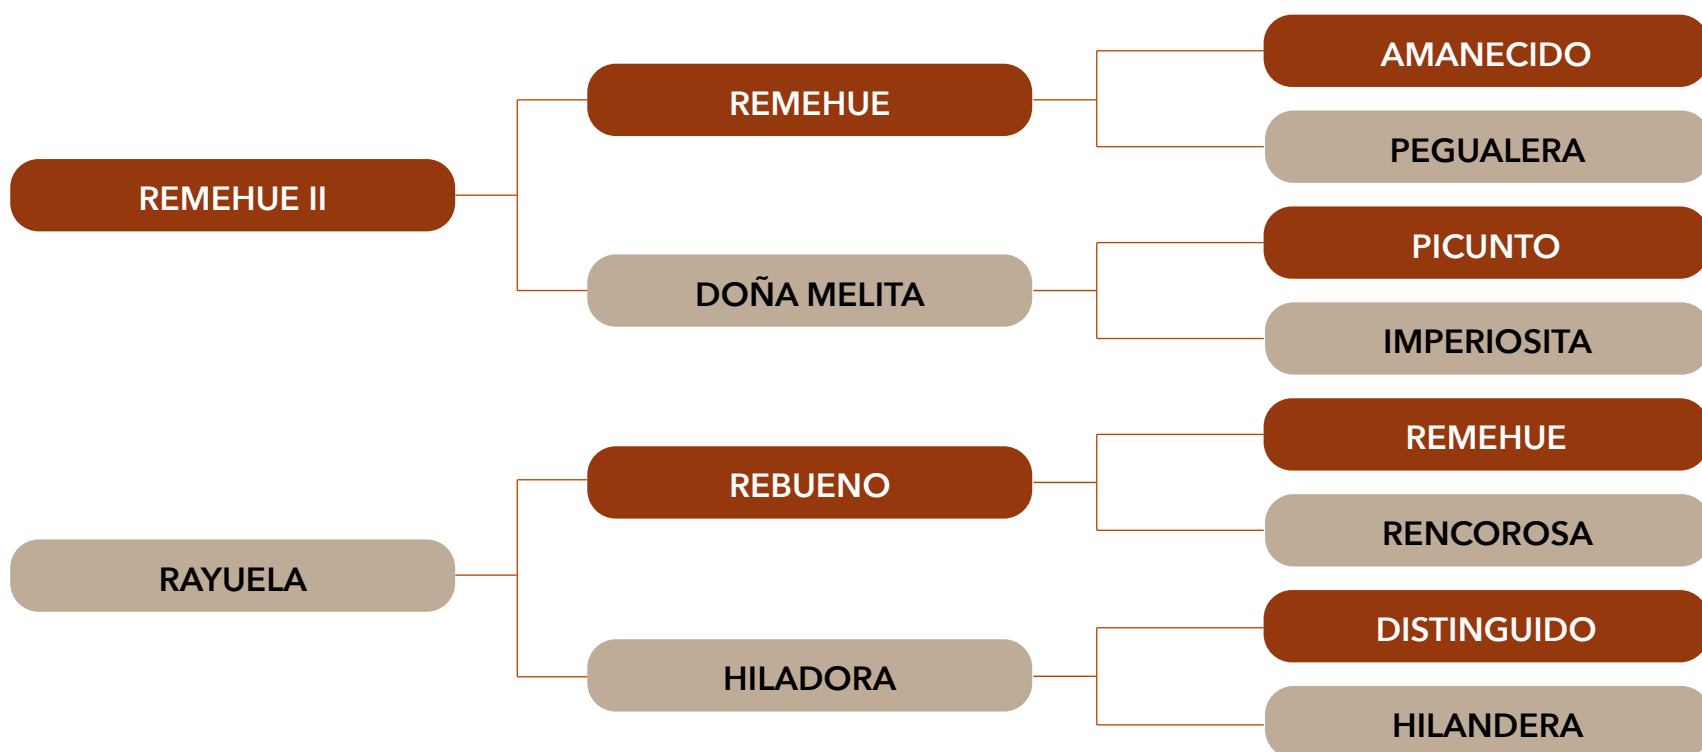 REMEHUE II
REMEHUE
AMANECIDO
PEGUALERA
DOÑA MELITA
PICUNTO
IMPERIOSITA
RAYUELA
REBUENO
REMEHUE
RENCOROSA
HILADORA
DISTINGUIDO
HILANDERA